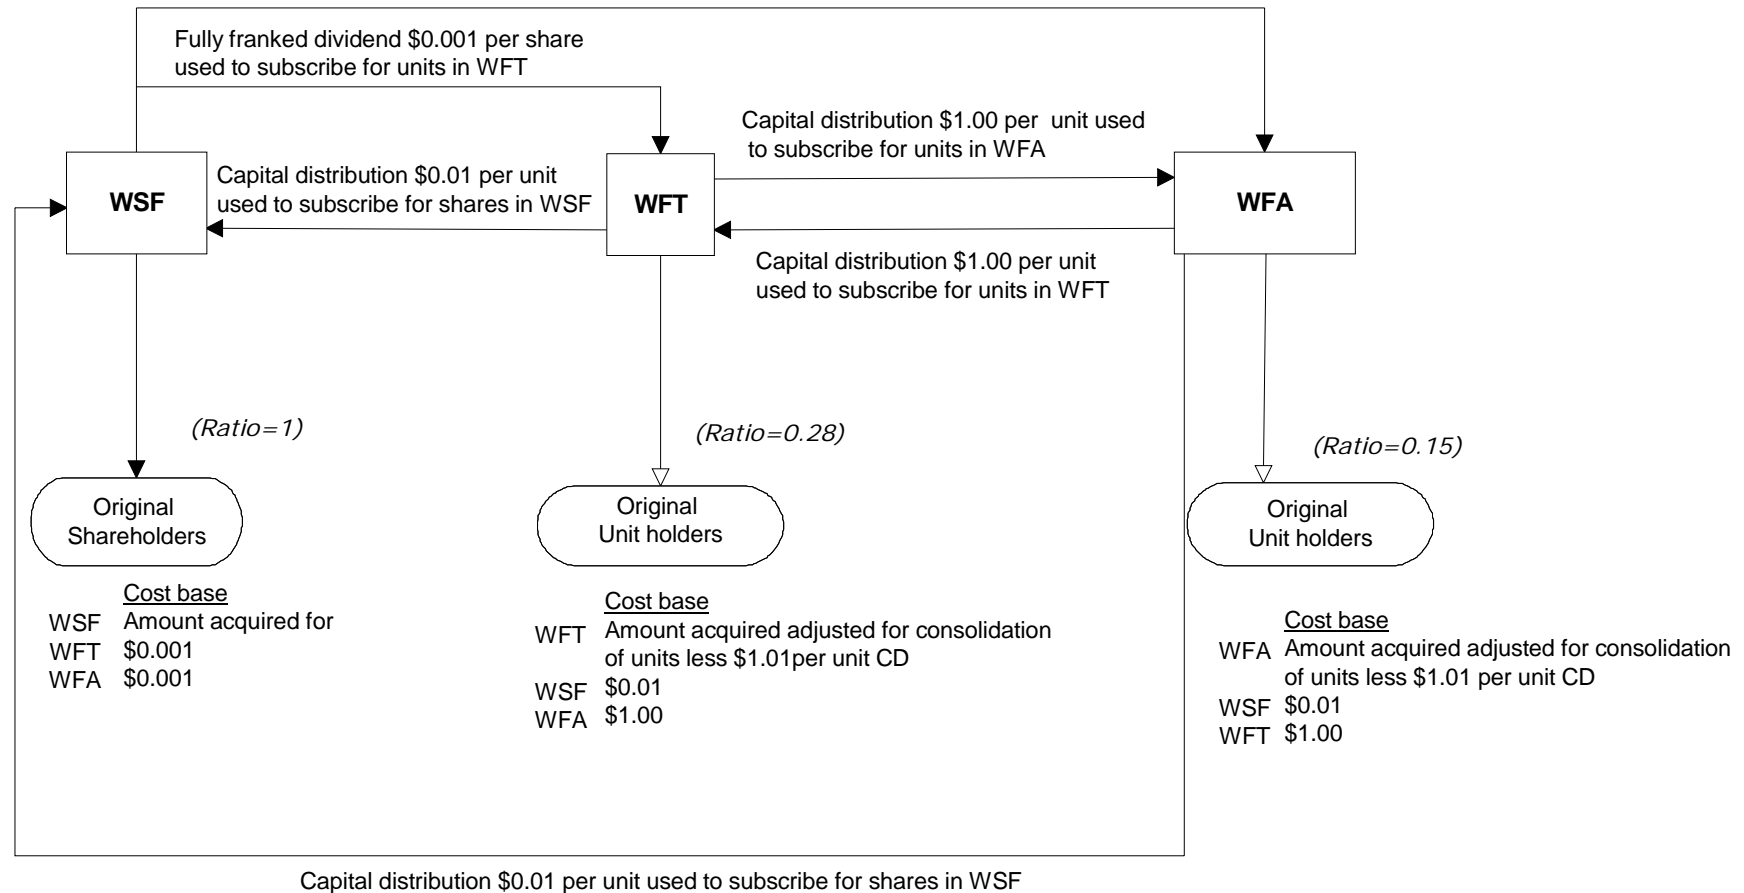 Fully franked dividend $0.001 per share
used to subscribe for units in WFT
Capital distribution $1.00 per unit used
to subscribe for units in WFA
WSF
Capital distribution $0.01 per unit
used to subscribe for shares in WSF
WFT
WFA
Capital distribution $1.00 per unit
used to subscribe for units in WFT
(Ratio=1)
(Ratio=0.28)
(Ratio=0.15)
Original
Shareholders
Original
Unit holders
Original
Unit holders
Cost base
WSF Amount acquired for
WFT $0.001
WFA $0.001
Cost base
WFT Amount acquired adjusted for consolidation
of units less $1.01per unit CD
WSF $0.01
WFA $1.00
Cost base
WFA Amount acquired adjusted for consolidation
of units less $1.01 per unit CD
WSF $0.01
WFT $1.00
Capital distribution $0.01 per unit used to subscribe for shares in WSF